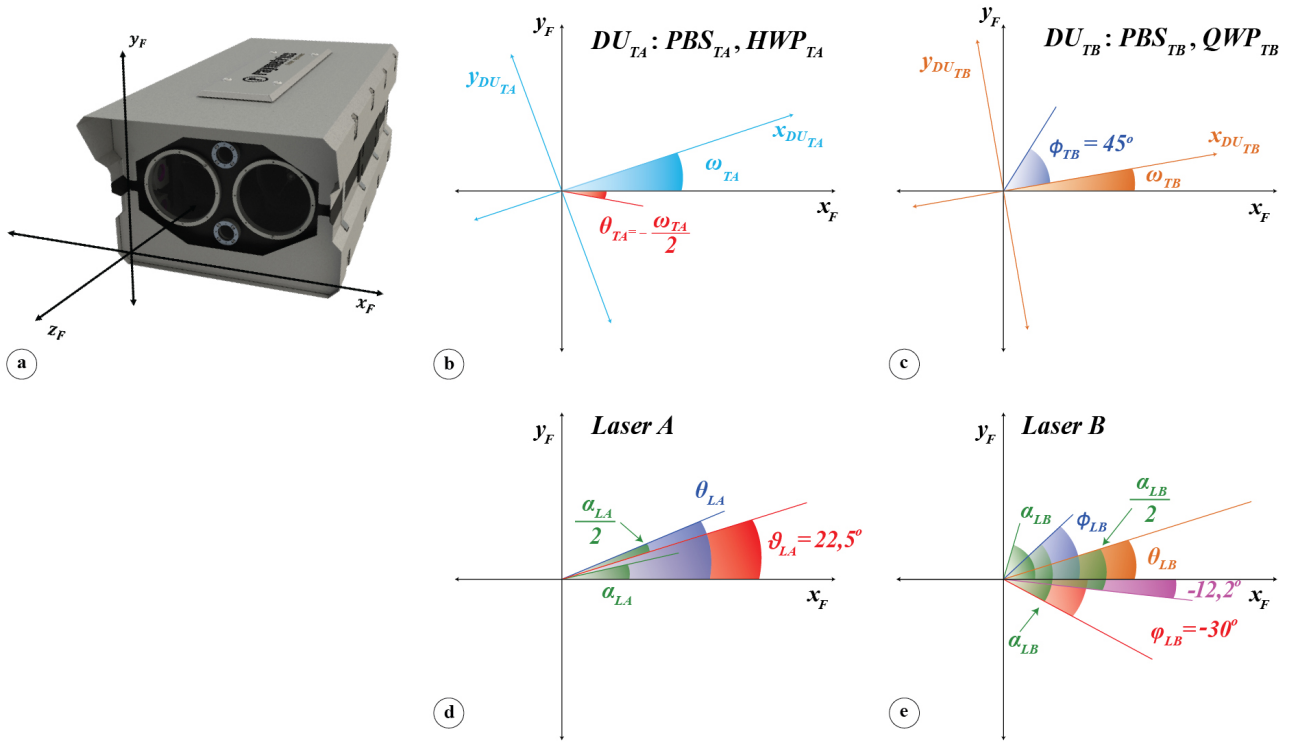 y_F
Raymetrics
x_F
z_F
a
y_F
DU_TA : PBS_TA , HWP_TA
y_DU_TA
x_DU_TA
ω_TA
x_F
θ_TA = - ω_TA / 2
b
y_F
DU_TB : PBS_TB , QWP_TB
y_DU_TB
ϕ_TB = 45°
x_DU_TB
ω_TB
x_F
c
y_F
Laser A
α_LA / 2
θ_LA
ϑ_LA = 22,5°
α_LA
x_F
d
y_F
Laser B
α_LB / 2
α_LB
ϕ_LB
θ_LB
-12,2°
x_F
φ_LB = -30°
α_LB
e